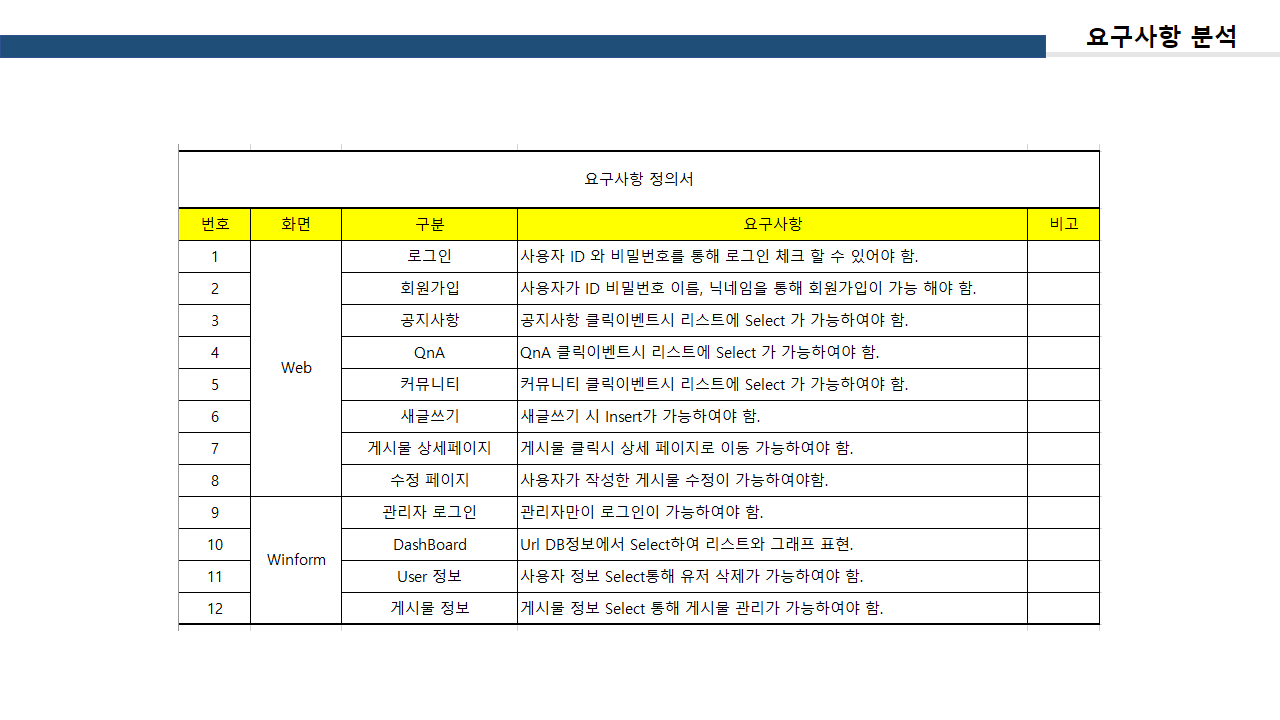 요구사항 분석
요구사항 정의서
번호 화면 구분 요구사항 비고
1 로그인 사용자 ID 와 비밀번호를 통해 로그인 체크 할 수 있어야 함.
2 회원가입 사용자가 ID 비밀번호 이름, 닉네임을 통해 회원가입이 가능 해야 함.
3 공지사항 공지사항 클릭이벤트시 리스트에 Select 가 가능하여야 함.
4 QnA QnA 클릭이벤트시 리스트에 Select 가 가능하여야 함.
Web
5 커뮤니티 커뮤니티 클릭이벤트시 리스트에 Select 가 가능하여야 함.
6 새글쓰기 새글쓰기 시 Insert가 가능하여야 함.
7 게시물 상세페이지 게시물 클릭시 상세 페이지로 이동 가능하여야 함.
8 수정 페이지 사용자가 작성한 게시물 수정이 가능하여야함.
9 관리자 로그인 관리자만이 로그인이 가능하여야 함.
10 DashBoard Url DB정보에서 Select하여 리스트와 그래프 표현.
Winform
11 User 정보 사용자 정보 Select통해 유저 삭제가 가능하여야 함.
12 게시물 정보 게시물 정보 Select 통해 게시물 관리가 가능하여야 함.